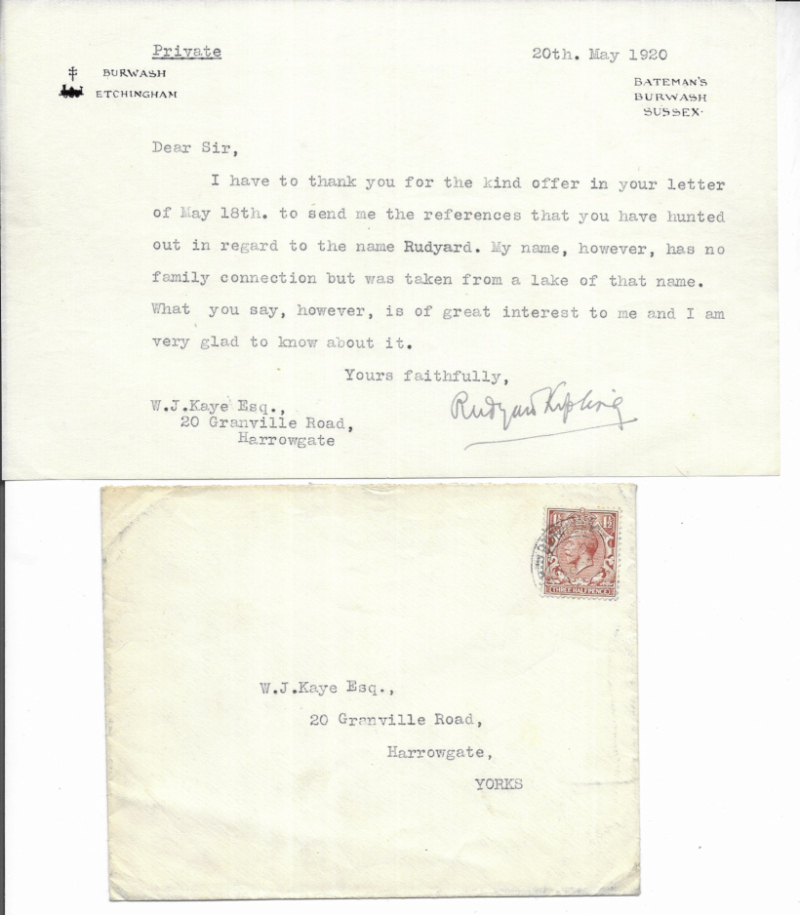 Private
20th. May 1920
BURWASH
ETCHINGHAM
BATEMAN'S
BURWASH
SUSSEX.
Dear Sir,
I have to thank you for the kind offer in your letter
of May 18th. to send me the references that you have hunted
out in regard to the name Rudyard. My name, however, has no
family connection but was taken from a lake of that name.
What you say, however, is of great interest to me and I am
very glad to know about it.
Yours faithfully,
Rudyard Kipling
W.J.Kaye Esq.,
20 Granville Road,
Harrowgate
1½ 1½
THREE HALFPENCE
W.J.Kaye Esq.,
20 Granville Road,
Harrowgate,
YORKS